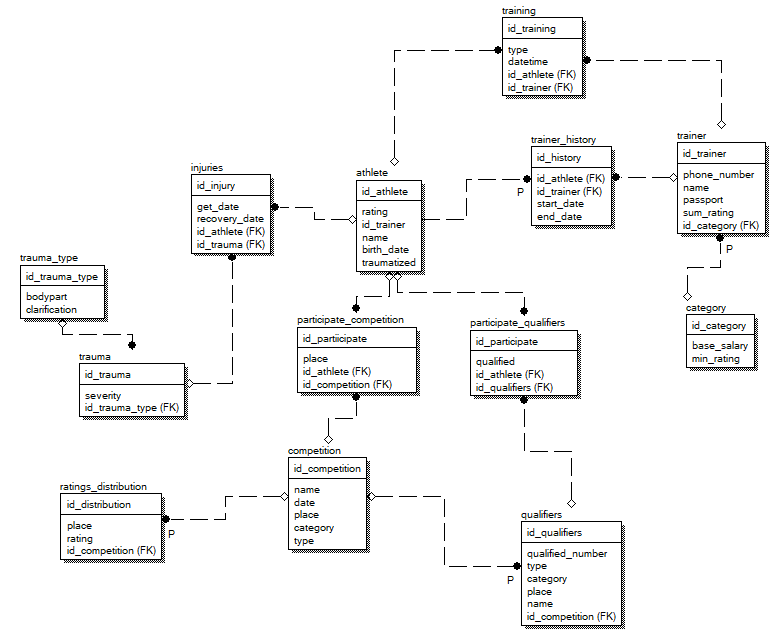 training
id_training
type
datetime
id_athlete (FK)
id_trainer (FK)
trainer_history
id_history
id_athlete (FK)
id_trainer (FK)
start_date
end_date
P
trainer
id_trainer
phone_number
name
passport
sum_rating
id_category (FK)
P
injuries
id_injury
get_date
recovery_date
id_athlete (FK)
id_trauma (FK)
athlete
id_athlete
rating
id_trainer
name
birth_date
traumatized
trauma_type
id_trauma_type
bodypart
clarification
category
id_category
base_salary
min_rating
participate_competition
id_partiicipate
place
id_athlete (FK)
id_competition (FK)
participate_qualifiers
id_participate
qualified
id_athlete (FK)
id_qualifiers (FK)
trauma
id_trauma
severity
id_trauma_type (FK)
competition
id_competition
name
date
place
category
type
ratings_distribution
id_distribution
place
rating
id_competition (FK)
P
qualifiers
id_qualifiers
qualified_number
type
category
place
name
id_competition (FK)
P